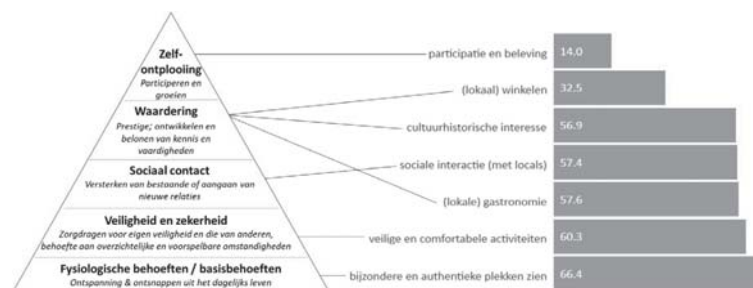 Zelf-
ontplooiing
Participeren en
groeien
Waardering
Prestige; ontwikkelen en
belonen van kennis en
vaardigheden
Sociaal contact
Versterken van bestaande of aangaan van
nieuwe relaties
Veiligheid en zekerheid
Zorgdragen voor eigen veiligheid en die van anderen,
behoefte aan overzichtelijke en voorspelbare omstandigheden
Fysiologische behoeften / basisbehoeften
Ontspanning & ontsnappen uit het dagelijks leven
participatie en beleving 14.0
(lokaal) winkelen 32.5
cultuurhistorische interesse 56.9
sociale interactie (met locals) 57.4
(lokale) gastronomie 57.6
veilige en comfortabele activiteiten 60.3
bijzondere en authentieke plekken zien 66.4